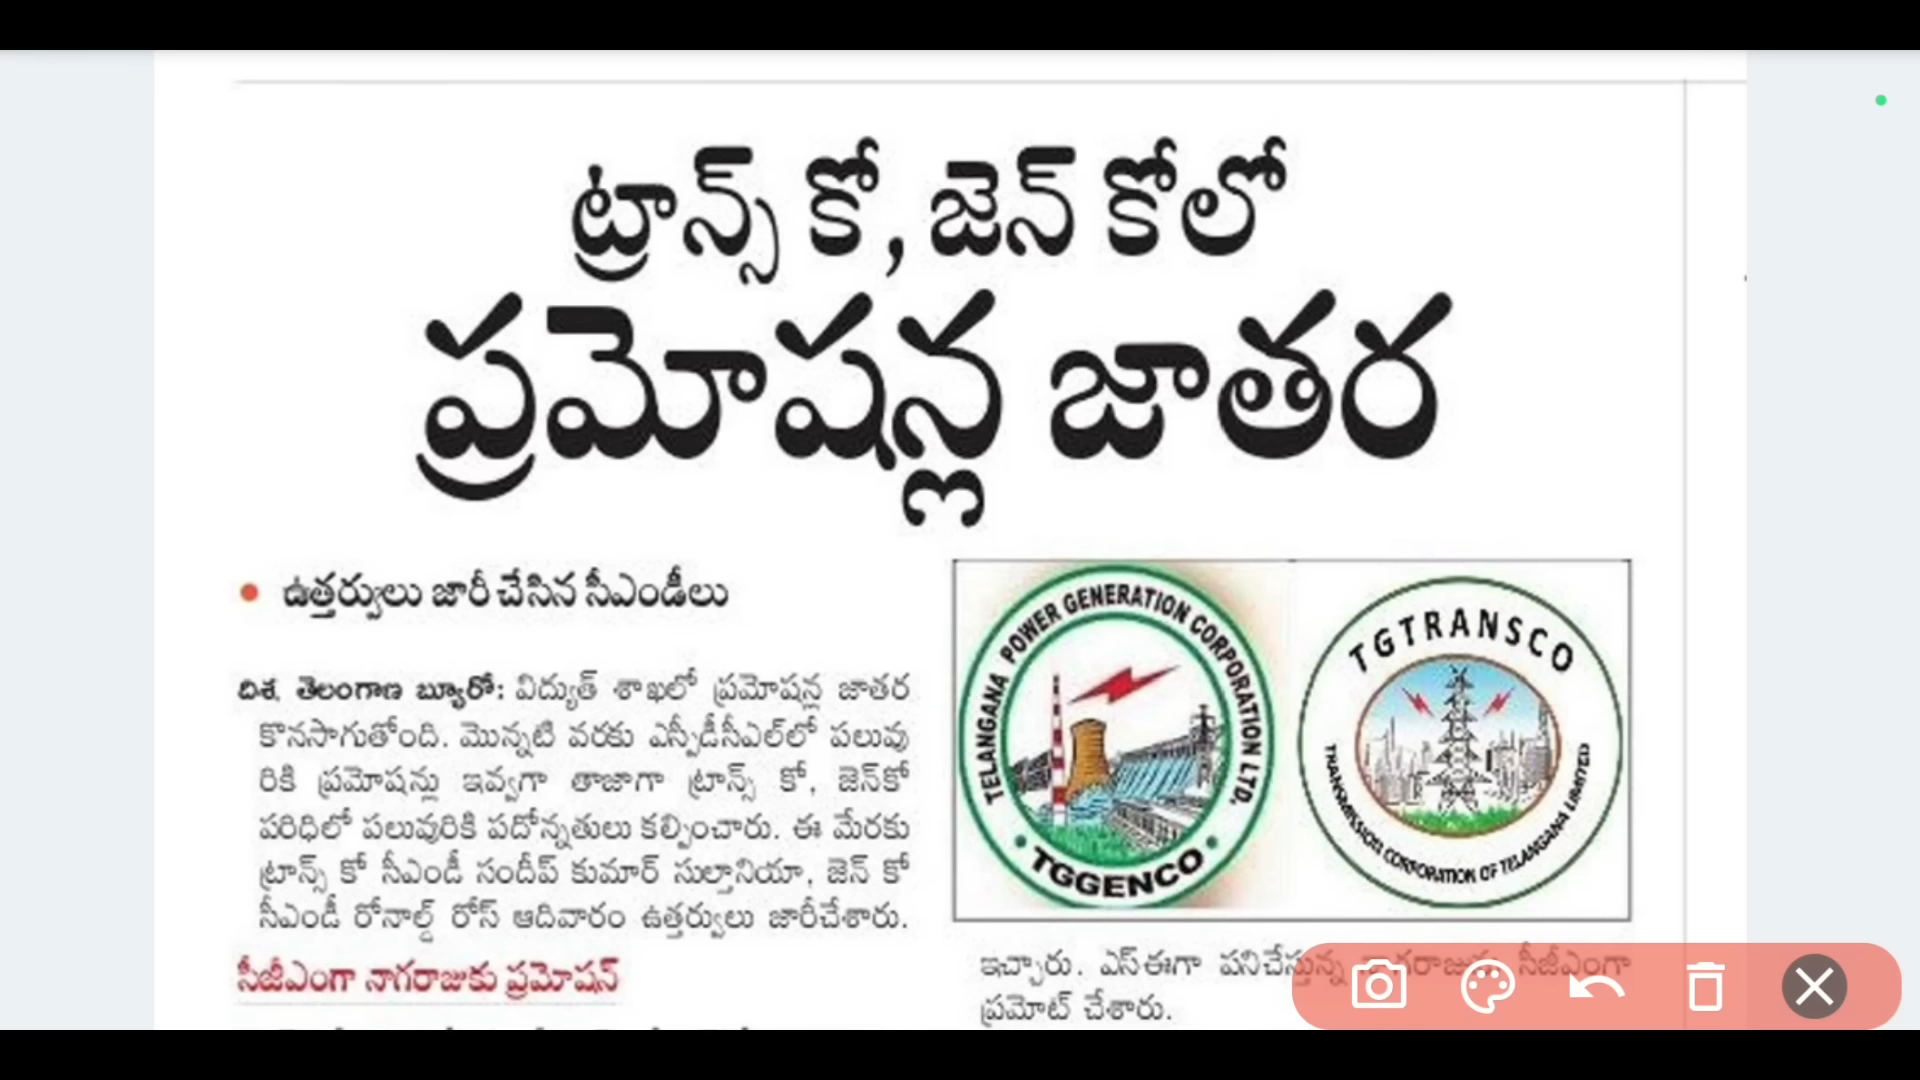 ట్రాన్స్ కో, జెన్ కోలో
ప్రమోషన్ల జాతర
• ఉత్తర్వులు జారీ చేసిన సీఎండీలు
దిశ, తెలంగాణ బ్యూరో: విద్యుత్ శాఖలో ప్రమోషన్ల జాతర
కొనసాగుతోంది. మొన్నటి వరకు ఎస్పీడీసీఎల్‌లో పలువు
రికి ప్రమోషన్లు ఇవ్వగా తాజాగా ట్రాన్స్ కో, జెన్‌కో
పరిధిలో పలువురికి పదోన్నతులు కల్పించారు. ఈ మేరకు
ట్రాన్స్ కో సీఎండీ సందీప్ కుమార్ సుల్తానియా, జెన్ కో
సీఎండీ రోనాల్డ్ రోస్ ఆదివారం ఉత్తర్వులు జారీచేశారు.
సీజీఎంగా నాగరాజుకు ప్రమోషన్
TELANGANA POWER GENERATION CORPORATION LTD.
TGGENCO
TGTRANSCO
TRANSMISSION CORPORATION OF TELANGANA LIMITED
ఇచ్చారు. ఎస్ఈగా పనిచేస్తున్న నాగరాజును సీజీఎంగా
ప్రమోట్ చేశారు.